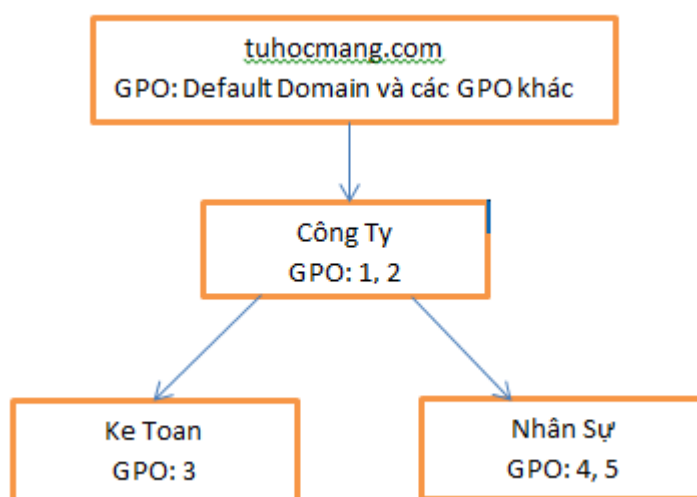 tuhocmang.com
GPO: Default Domain và các GPO khác
Công Ty
GPO: 1, 2
Ke Toan
GPO: 3
Nhân Sự
GPO: 4, 5